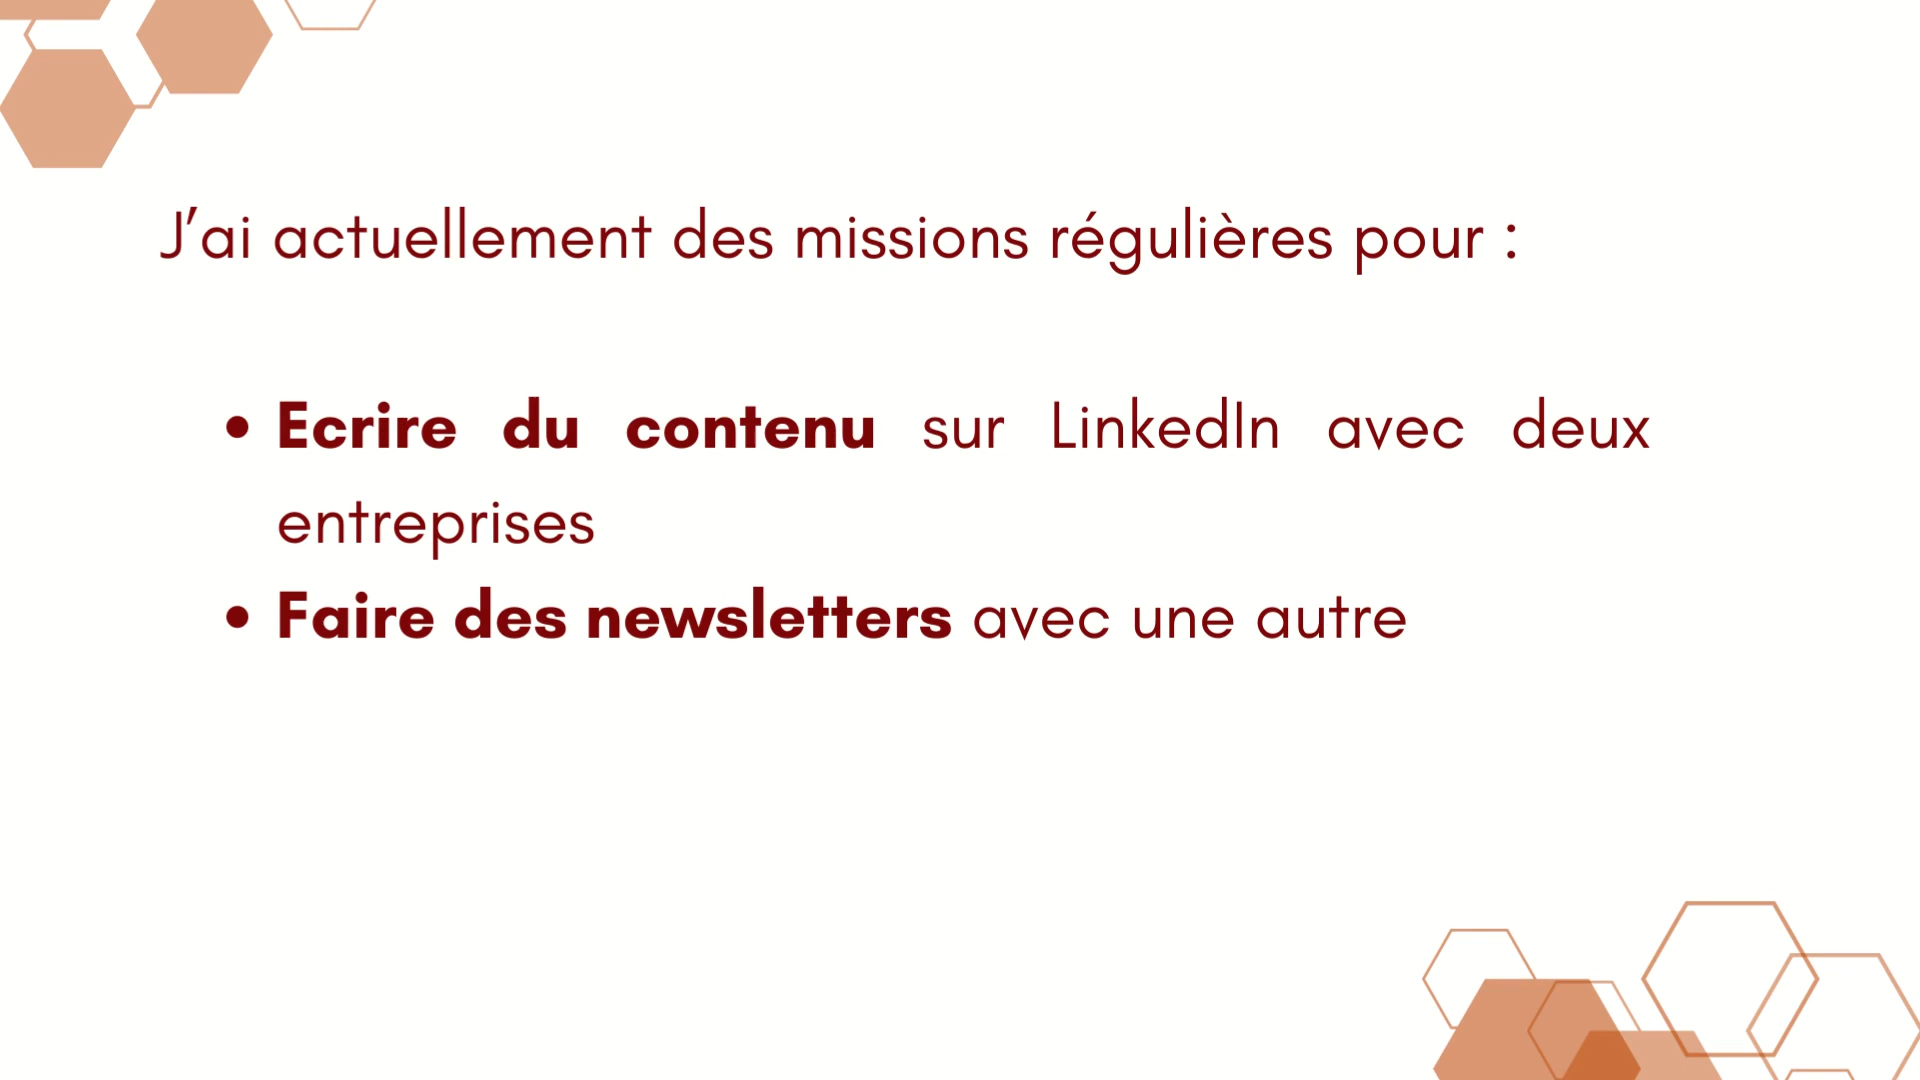 J’ai actuellement des missions régulières pour :
• Ecrire du contenu sur LinkedIn avec deux
entreprises
• Faire des newsletters avec une autre